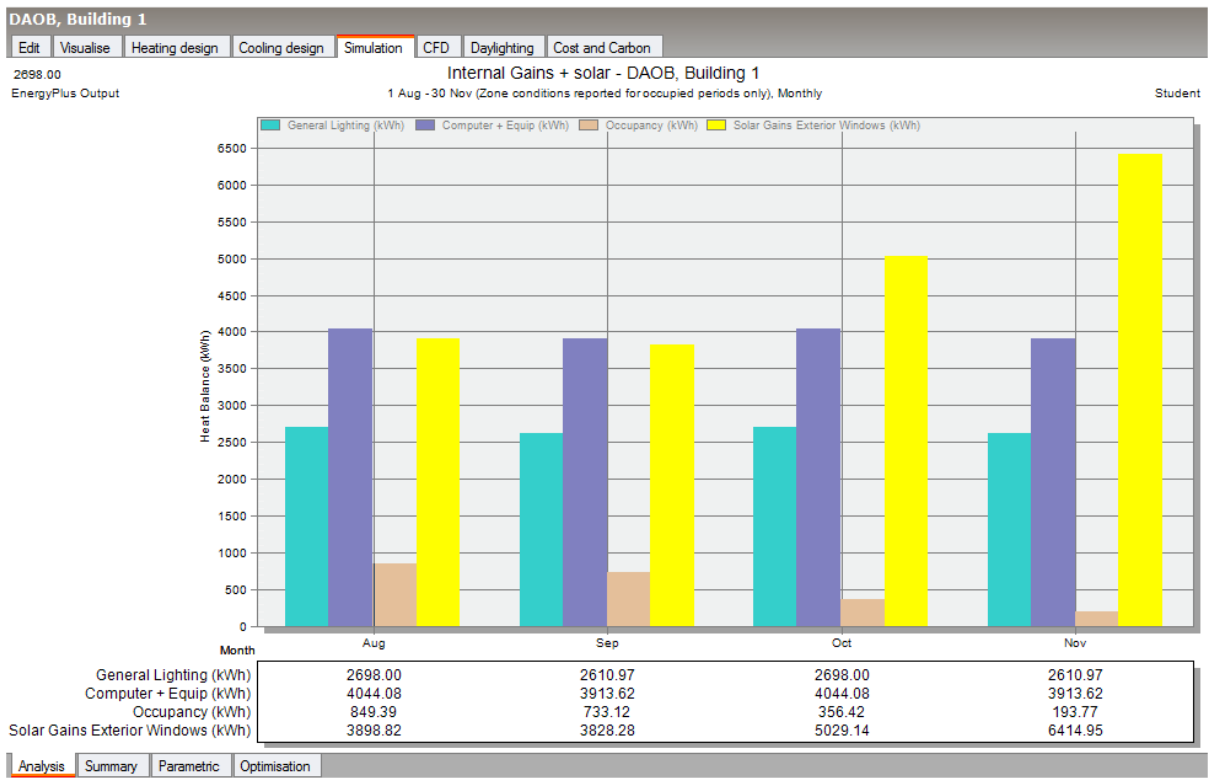 DAOB, Building 1
Edit Visualise Heating design Cooling design Simulation CFD Daylighting Cost and Carbon
2698.00 Internal Gains + solar - DAOB, Building 1
EnergyPlus Output 1 Aug - 30 Nov (Zone conditions reported for occupied periods only), Monthly Student
General Lighting (kWh) Computer + Equip (kWh) Occupancy (kWh) Solar Gains Exterior Windows (kWh)
6500
6000
5500
5000
4500
4000
3500
3000
2500
2000
1500
1000
500
0
Heat Balance (kWh)
Month Aug Sep Oct Nov
General Lighting (kWh) 2698.00 2610.97 2698.00 2610.97
Computer + Equip (kWh) 4044.08 3913.62 4044.08 3913.62
Occupancy (kWh) 849.39 733.12 356.42 193.77
Solar Gains Exterior Windows (kWh) 3898.82 3828.28 5029.14 6414.95
Analysis Summary Parametric Optimisation